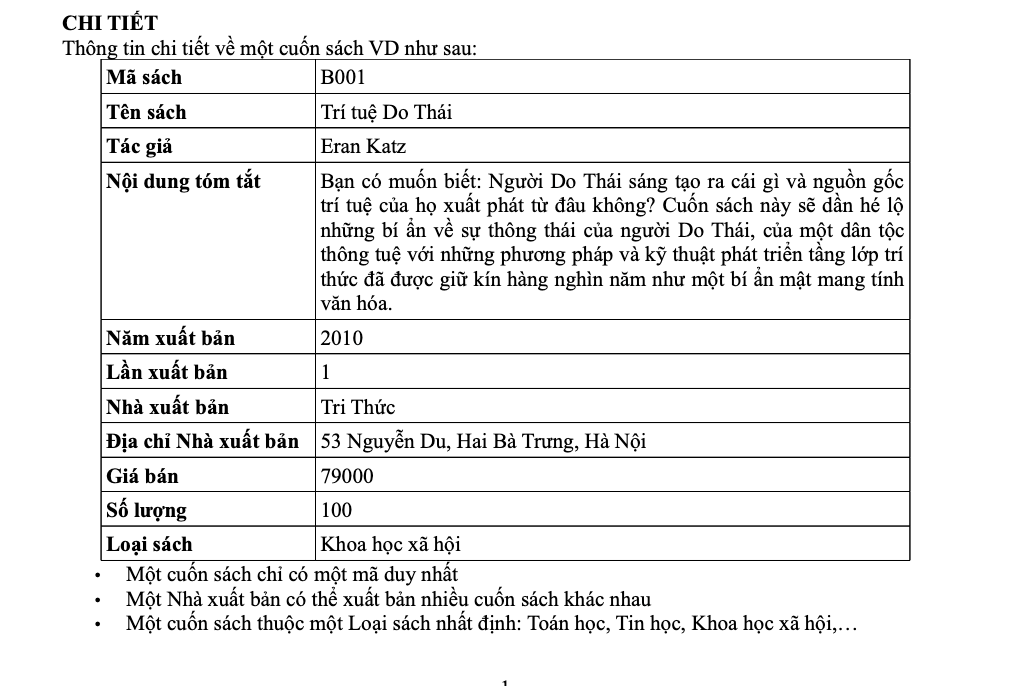 CHI TIẾT
Thông tin chi tiết về một cuốn sách VD như sau:
Mã sách B001
Tên sách Trí tuệ Do Thái
Tác giả Eran Katz
Nội dung tóm tắt Bạn có muốn biết: Người Do Thái sáng tạo ra cái gì và nguồn gốc
trí tuệ của họ xuất phát từ đâu không? Cuốn sách này sẽ dần hé lộ
những bí ẩn về sự thông thái của người Do Thái, của một dân tộc
thông tuệ với những phương pháp và kỹ thuật phát triển tầng lớp trí
thức đã được giữ kín hàng nghìn năm như một bí ẩn mật mang tính
văn hóa.
Năm xuất bản 2010
Lần xuất bản 1
Nhà xuất bản Tri Thức
Địa chỉ Nhà xuất bản 53 Nguyễn Du, Hai Bà Trưng, Hà Nội
Giá bán 79000
Số lượng 100
Loại sách Khoa học xã hội
• Một cuốn sách chỉ có một mã duy nhất
• Một Nhà xuất bản có thể xuất bản nhiều cuốn sách khác nhau
• Một cuốn sách thuộc một Loại sách nhất định: Toán học, Tin học, Khoa học xã hội,…